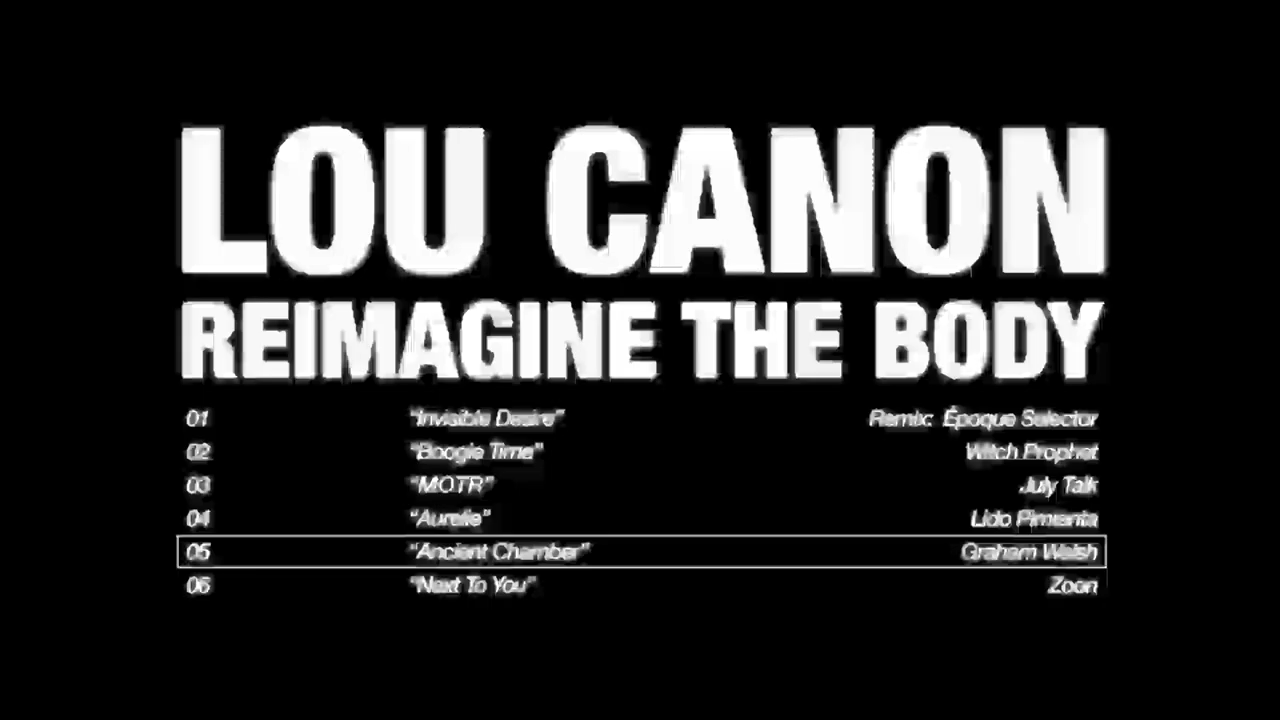 LOU CANON
REIMAGINE THE BODY
01 "Invisible Desire" Remix: Époque Selector
02 "Boogie Time" Witch Prophet
03 "MOTR" July Talk
04 "Aurelie" Lido Pimienta
05 "Ancient Chamber" Graham Walsh
06 "Next To You" Zoon